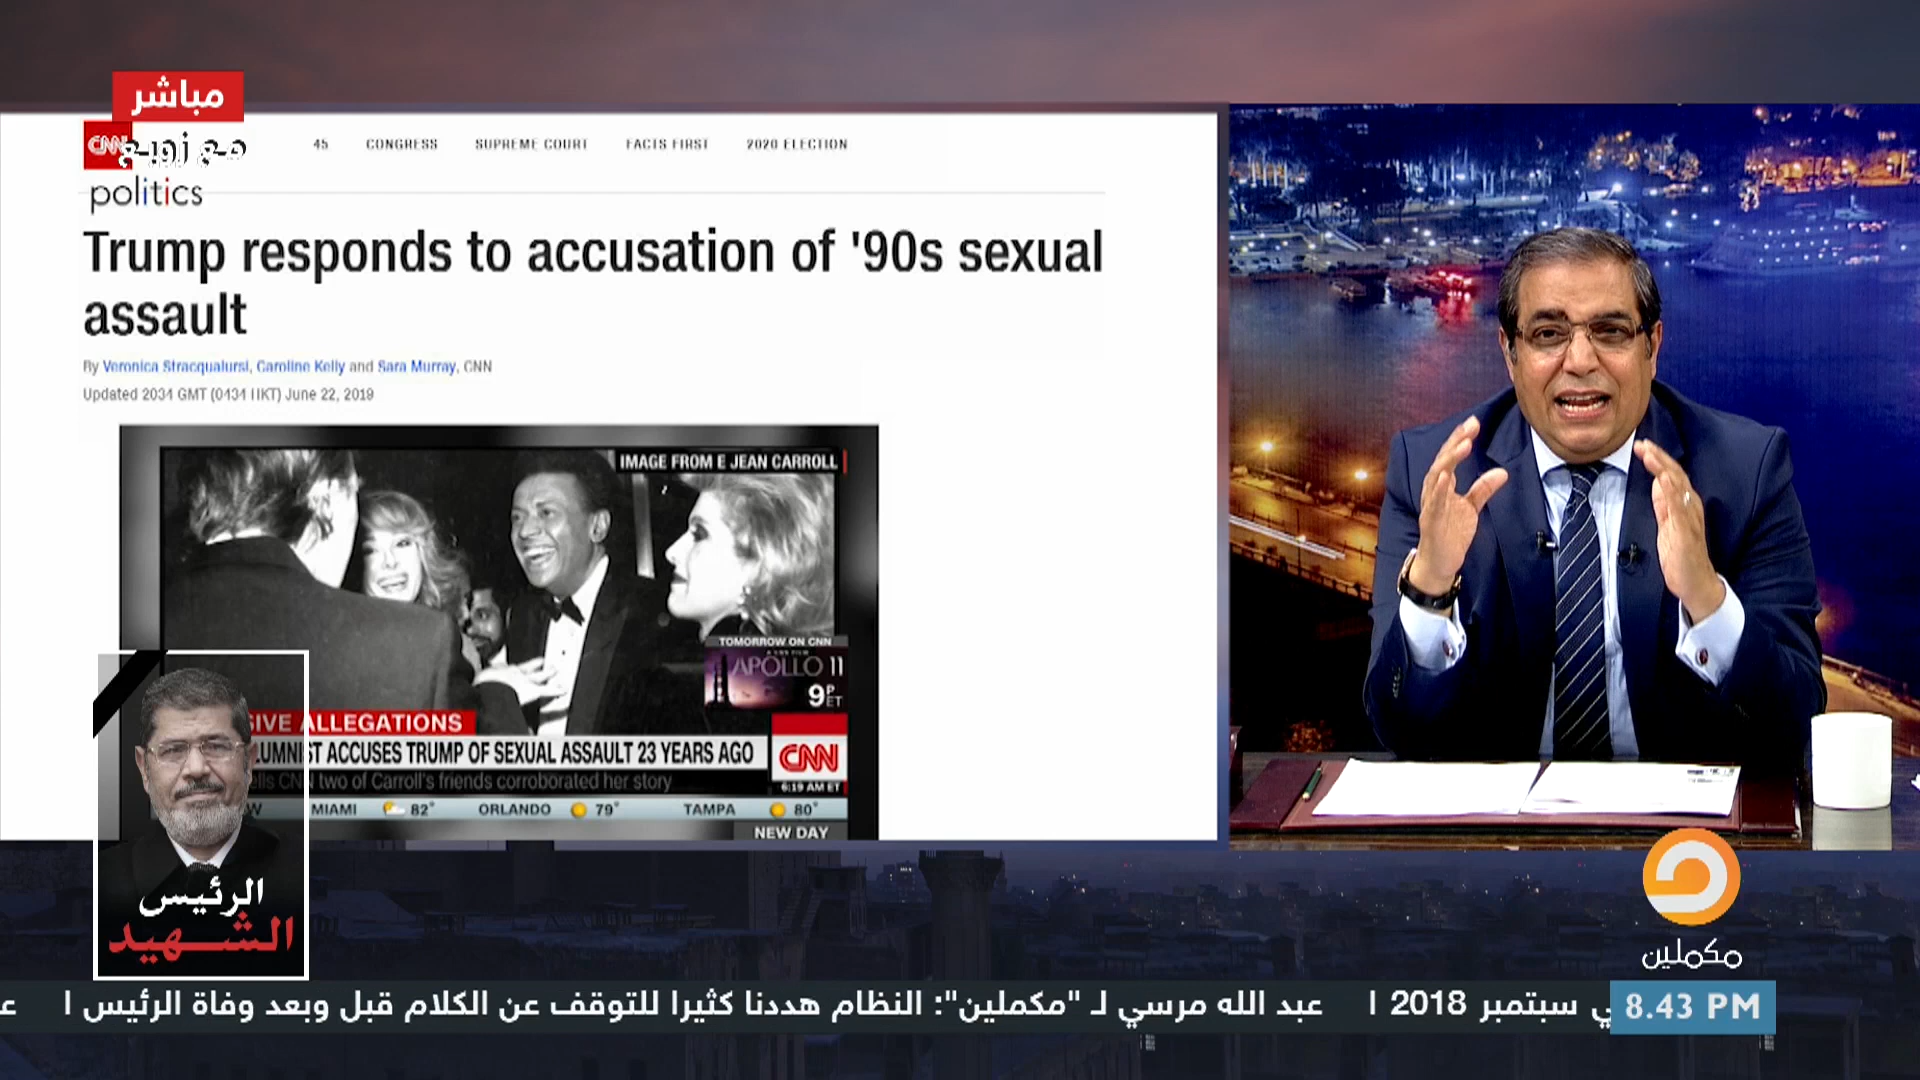 مباشر
CNN
politics
45 CONGRESS SUPREME COURT FACTS FIRST 2020 ELECTION
Trump responds to accusation of '90s sexual
assault
By Veronica Stracqualursi, Caroline Kelly and Sara Murray, CNN
Updated 2034 GMT (0434 HKT) June 22, 2019
IMAGE FROM E JEAN CARROLL
TOMORROW ON CNN
APOLLO 11
9 P ET
SIVE ALLEGATIONS
LUMNIST ACCUSES TRUMP OF SEXUAL ASSAULT 23 YEARS AGO
CNN
ells CNN two of Carroll's friends corroborated her story
6:19 AM ET
MIAMI 82° ORLANDO 79° TAMPA 80°
NEW DAY
الرئيس
الشهيد
مكملين
ي سبتمبر 2018 | عبد الله مرسي لـ "مكملين": النظام هددنا كثيرا للتوقف عن الكلام قبل وبعد وفاة الرئيس |
8.43 PM